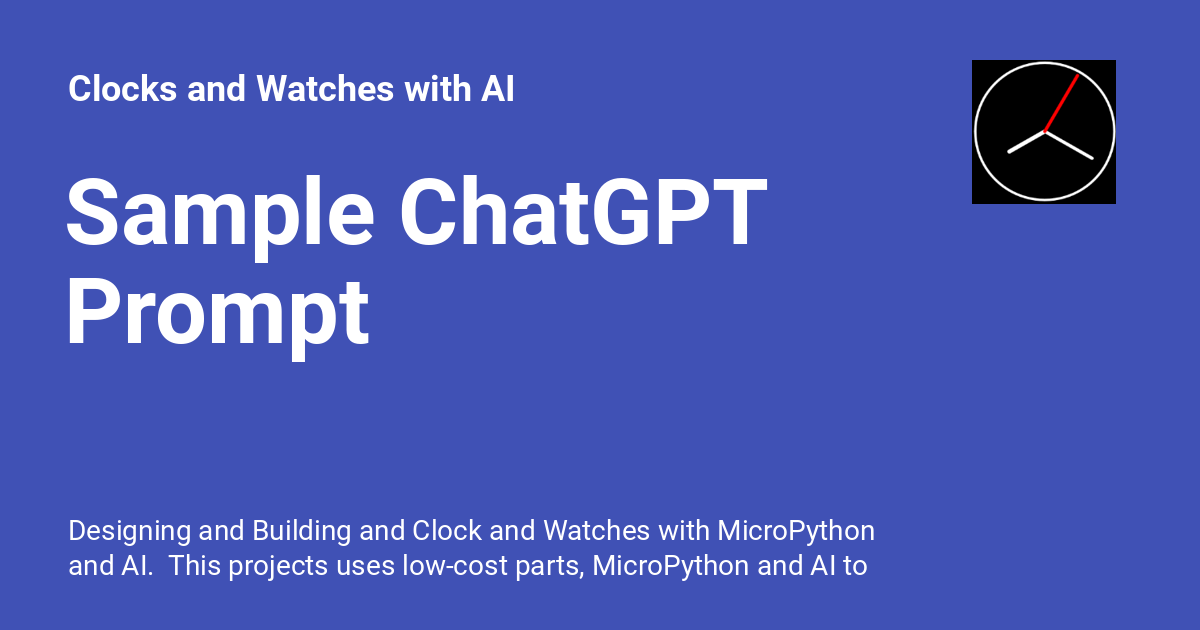 Clocks and Watches with AI
Sample ChatGPT
Prompt
Designing and Building and Clock and Watches with MicroPython
and AI.  This projects uses low-cost parts, MicroPython and AI to